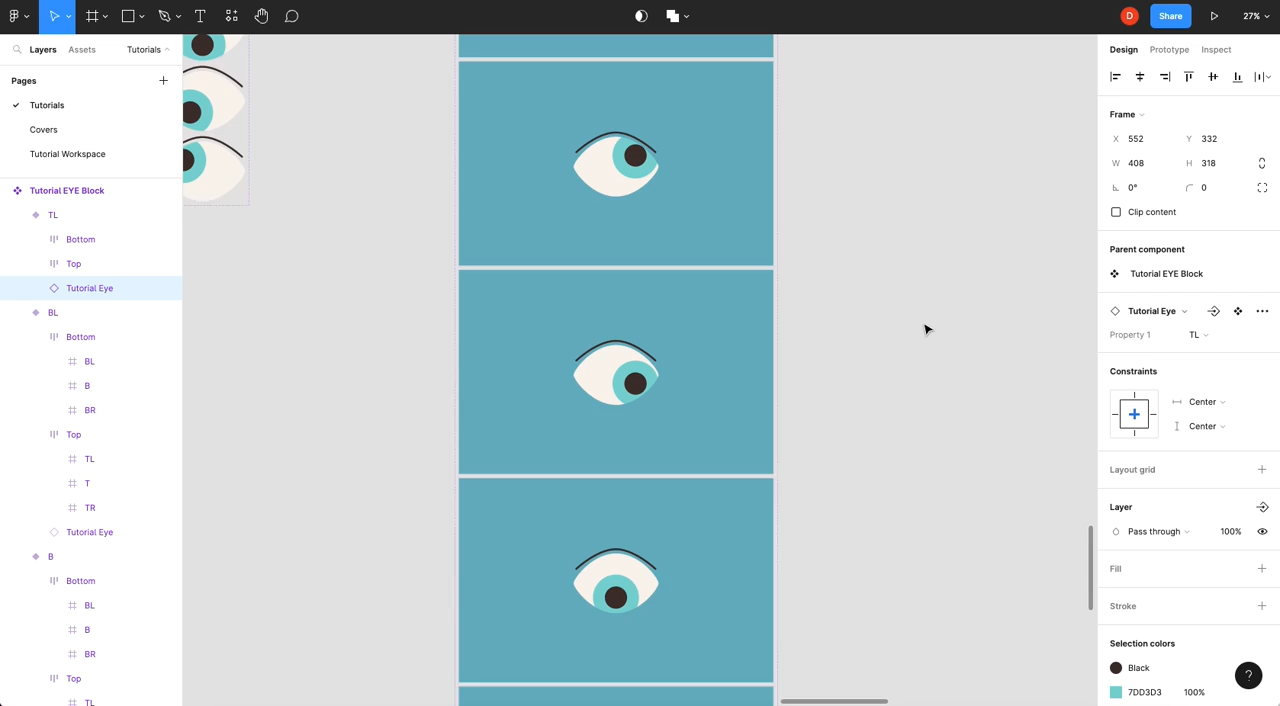 D
Share
27%
Layers
Assets
Tutorials
Pages
Tutorials
Covers
Tutorial Workspace
Tutorial EYE Block
TL
Bottom
Top
Tutorial Eye
BL
Bottom
BL
B
BR
Top
TL
T
TR
Tutorial Eye
B
Bottom
BL
B
BR
Top
TL
Design
Prototype
Inspect
Frame
X 552
Y 332
W 408
H 318
0°
0
Clip content
Parent component
Tutorial EYE Block
Tutorial Eye
Property 1
TL
Constraints
Center
Center
Layout grid
Layer
Pass through
100%
Fill
Stroke
Selection colors
Black
7DD3D3
100%
?